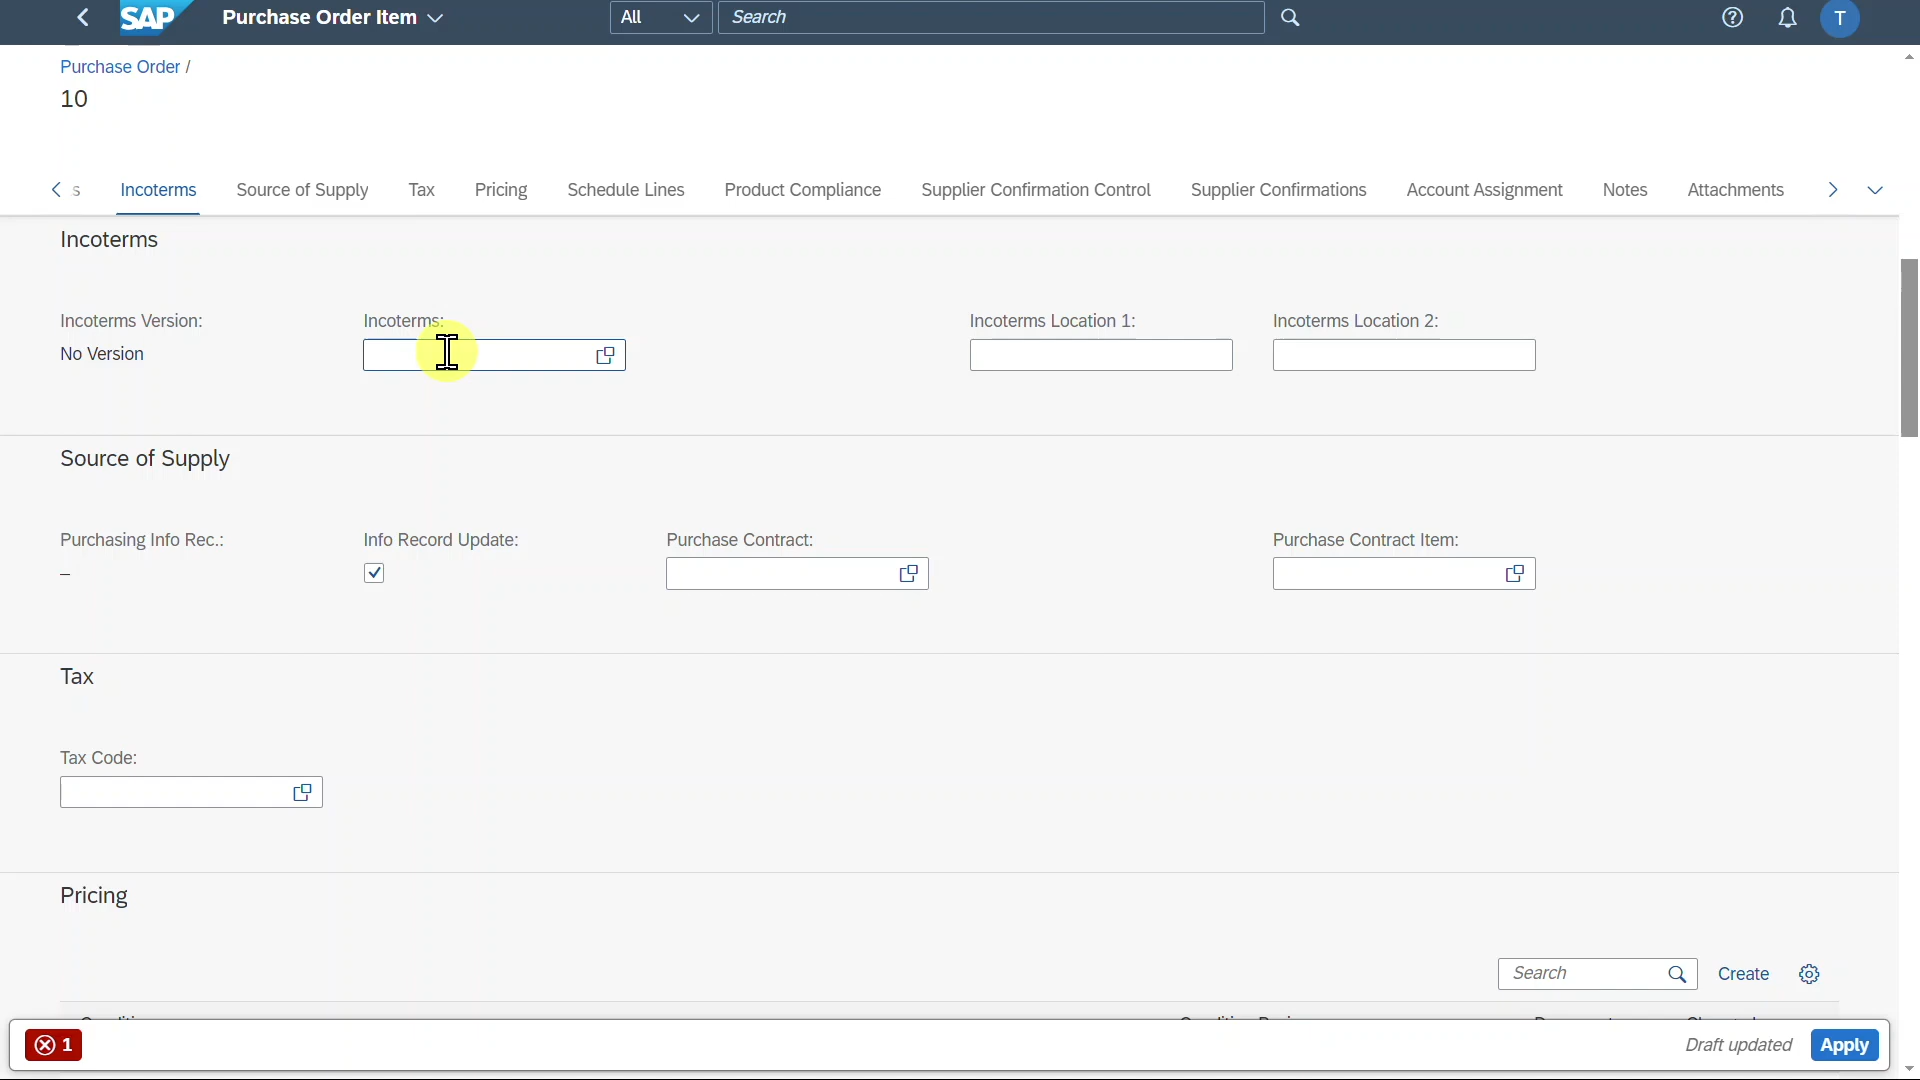 SAP Purchase Order Item All Search T
Purchase Order /
10
s Incoterms Source of Supply Tax Pricing Schedule Lines Product Compliance Supplier Confirmation Control Supplier Confirmations Account Assignment Notes Attachments
Incoterms
Incoterms Version: Incoterms: Incoterms Location 1: Incoterms Location 2:
No Version
Source of Supply
Purchasing Info Rec.: Info Record Update: Purchase Contract: Purchase Contract Item:
–
Tax
Tax Code:
Pricing
Search Create
1 Draft updated Apply